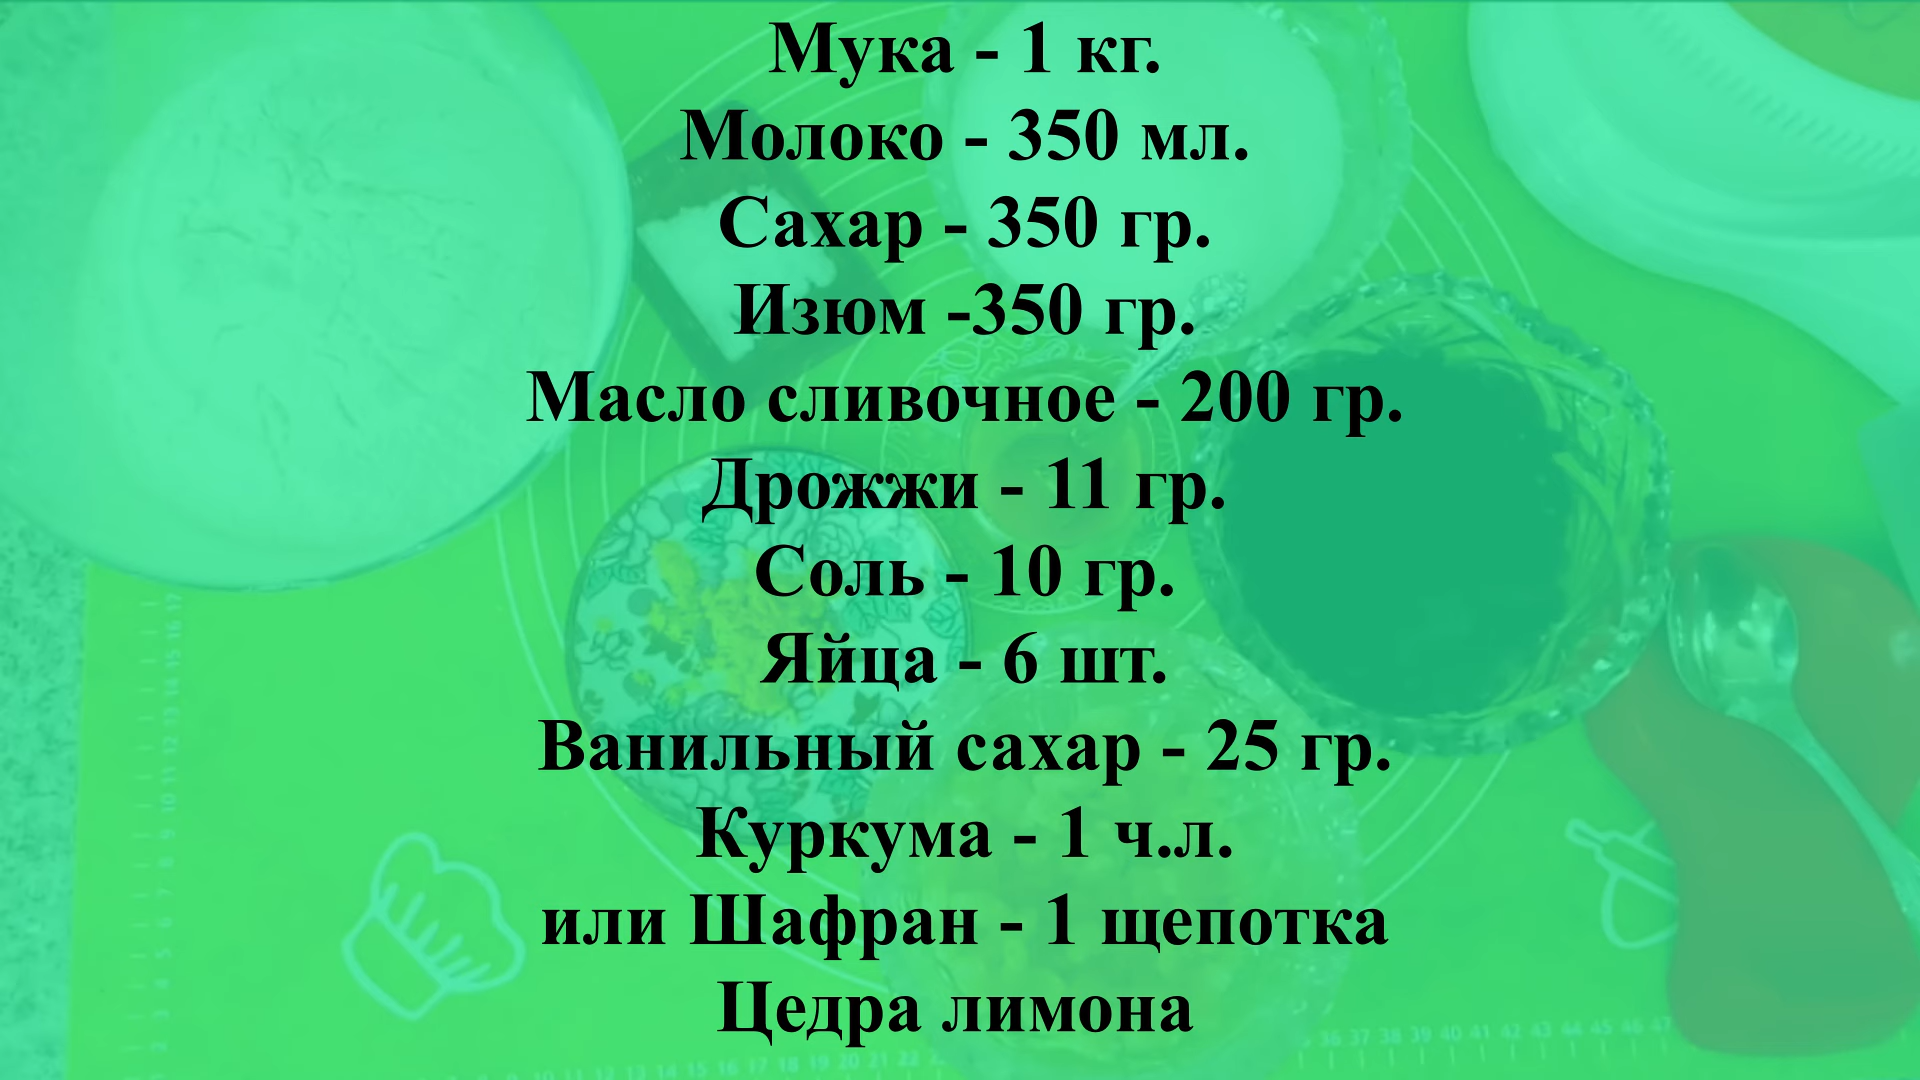 Мука - 1 кг.
Молоко - 350 мл.
Сахар - 350 гр.
Изюм -350 гр.
Масло сливочное - 200 гр.
Дрожжи - 11 гр.
Соль - 10 гр.
Яйца - 6 шт.
Ванильный сахар - 25 гр.
Куркума - 1 ч.л.
или Шафран - 1 щепотка
Цедра лимона